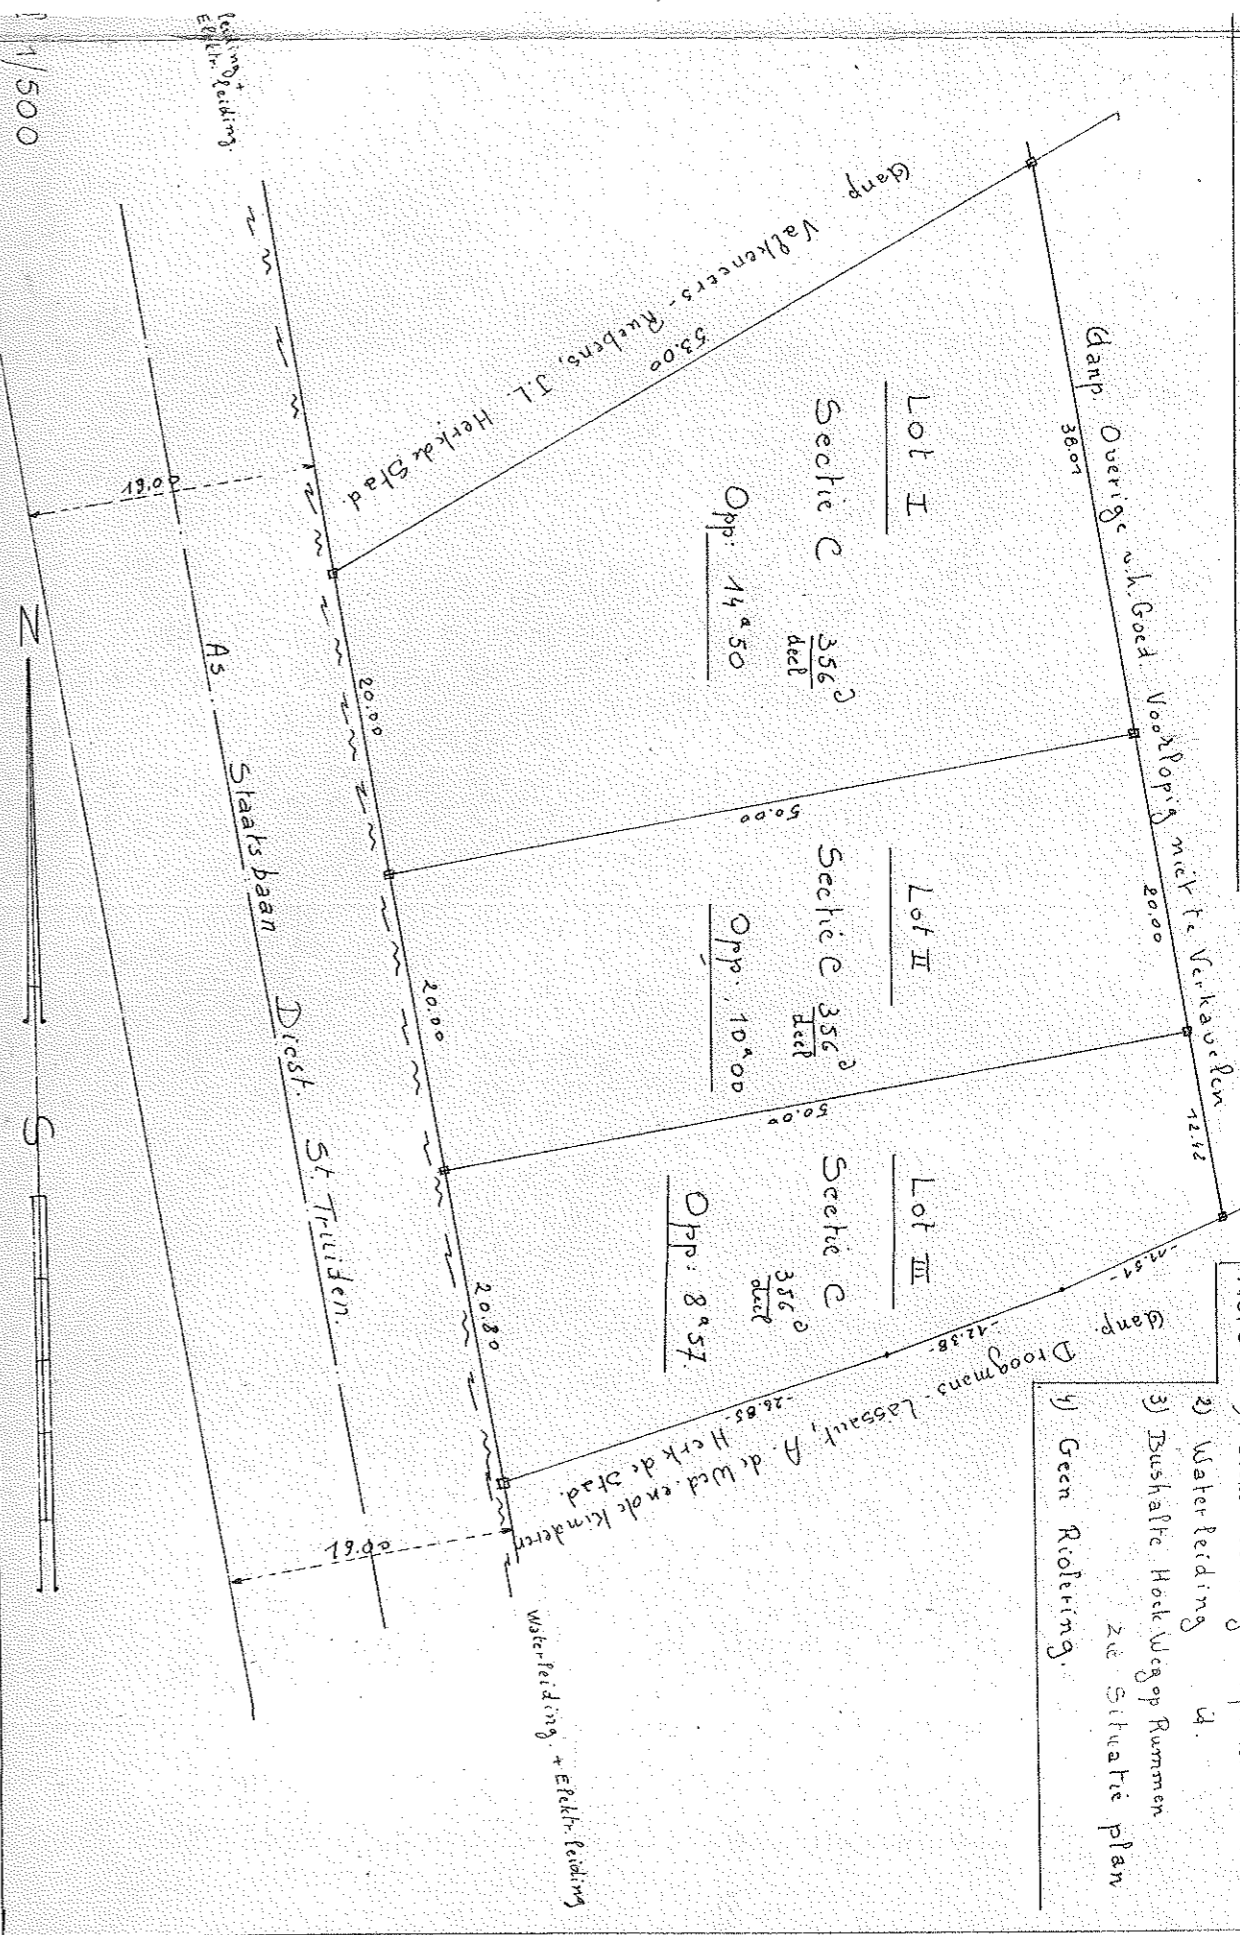 1/500
Leiding +
Elektr. leiding.
Ganp. Overige v.h. Goed Voorlopig niet te Verkavelen
38.01
20.00
12.42
Ganp
Valkeneers - Ruebens, J.L. Herk de Stad.
53.00
Lot I
Sectie C 356 d
deel
Opp: 14 a 50
50.00
Lot II
Sectie C 356 d
deel
Opp. 10 a 00
50.00
Lot III
Sectie C
356 d
deel
Opp: 8 a 57.
- 11.51 -
- 12.38 -
- 26.85 -
Ganp.
Droogmans - Lassaut, A. de Wed. en de Kinderen
Herk de Stad.
20.00
20.00
20.80
As Staatsbaan Diest. St. Truiden.
19.00
19.00
Waterleiding. + Elektr. leiding
N S
2) Waterleiding id.
3) Bushalte Hoek Weg op Rummen
zie Situatie plan
4) Geen Riolering.